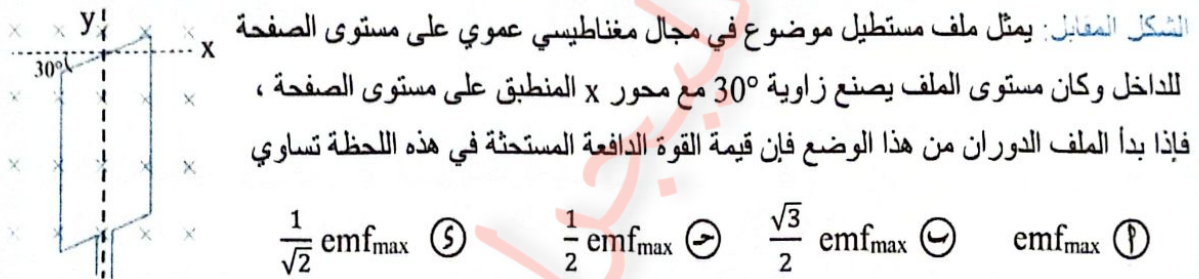 الشكل المقابل: يمثل ملف مستطيل موضوع في مجال مغناطيسي عموي على مستوى الصفحة
للداخل وكان مستوى الملف يصنع زاوية 30° مع محور x المنطبق على مستوى الصفحة ،
فإذا بدأ الملف الدوران من هذا الوضع فإن قيمة القوة الدافعة المستحثة في هذه اللحظة تساوي
أ emf_max ب √3/2 emf_max جـ 1/2 emf_max د 1/√2 emf_max
y
x
30°